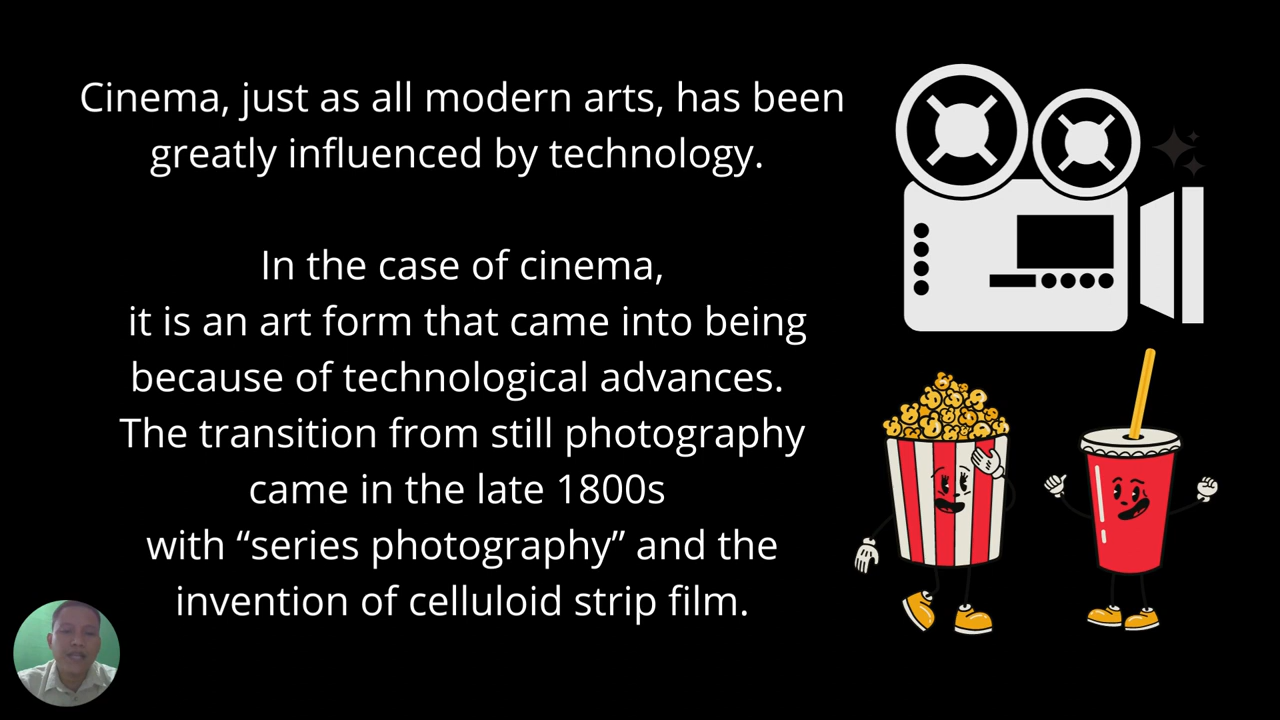 Cinema, just as all modern arts, has been
greatly influenced by technology.
In the case of cinema,
it is an art form that came into being
because of technological advances.
The transition from still photography
came in the late 1800s
with “series photography” and the
invention of celluloid strip film.